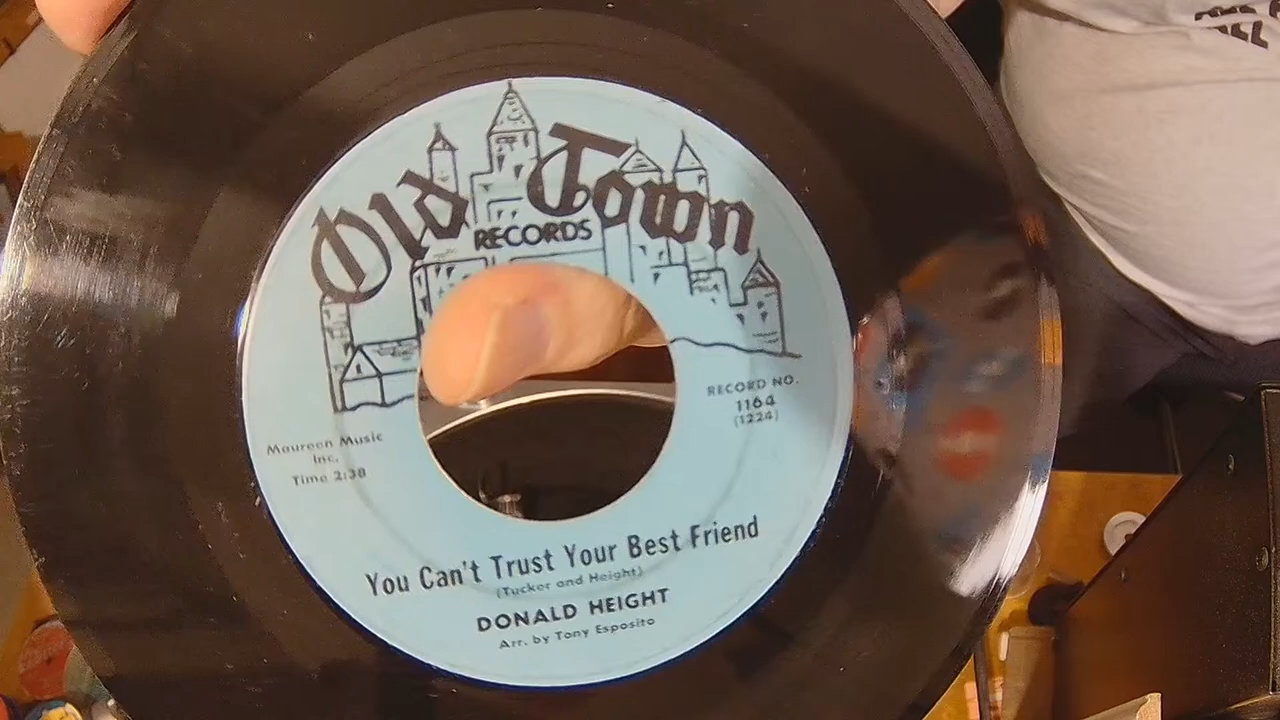 Old Town
RECORDS
RECORD NO.
1164
(1224)
Maureen Music
Inc.
Time 2:38
You Can't Trust Your Best Friend
(Tucker and Height)
DONALD HEIGHT
Arr. by Tony Esposito